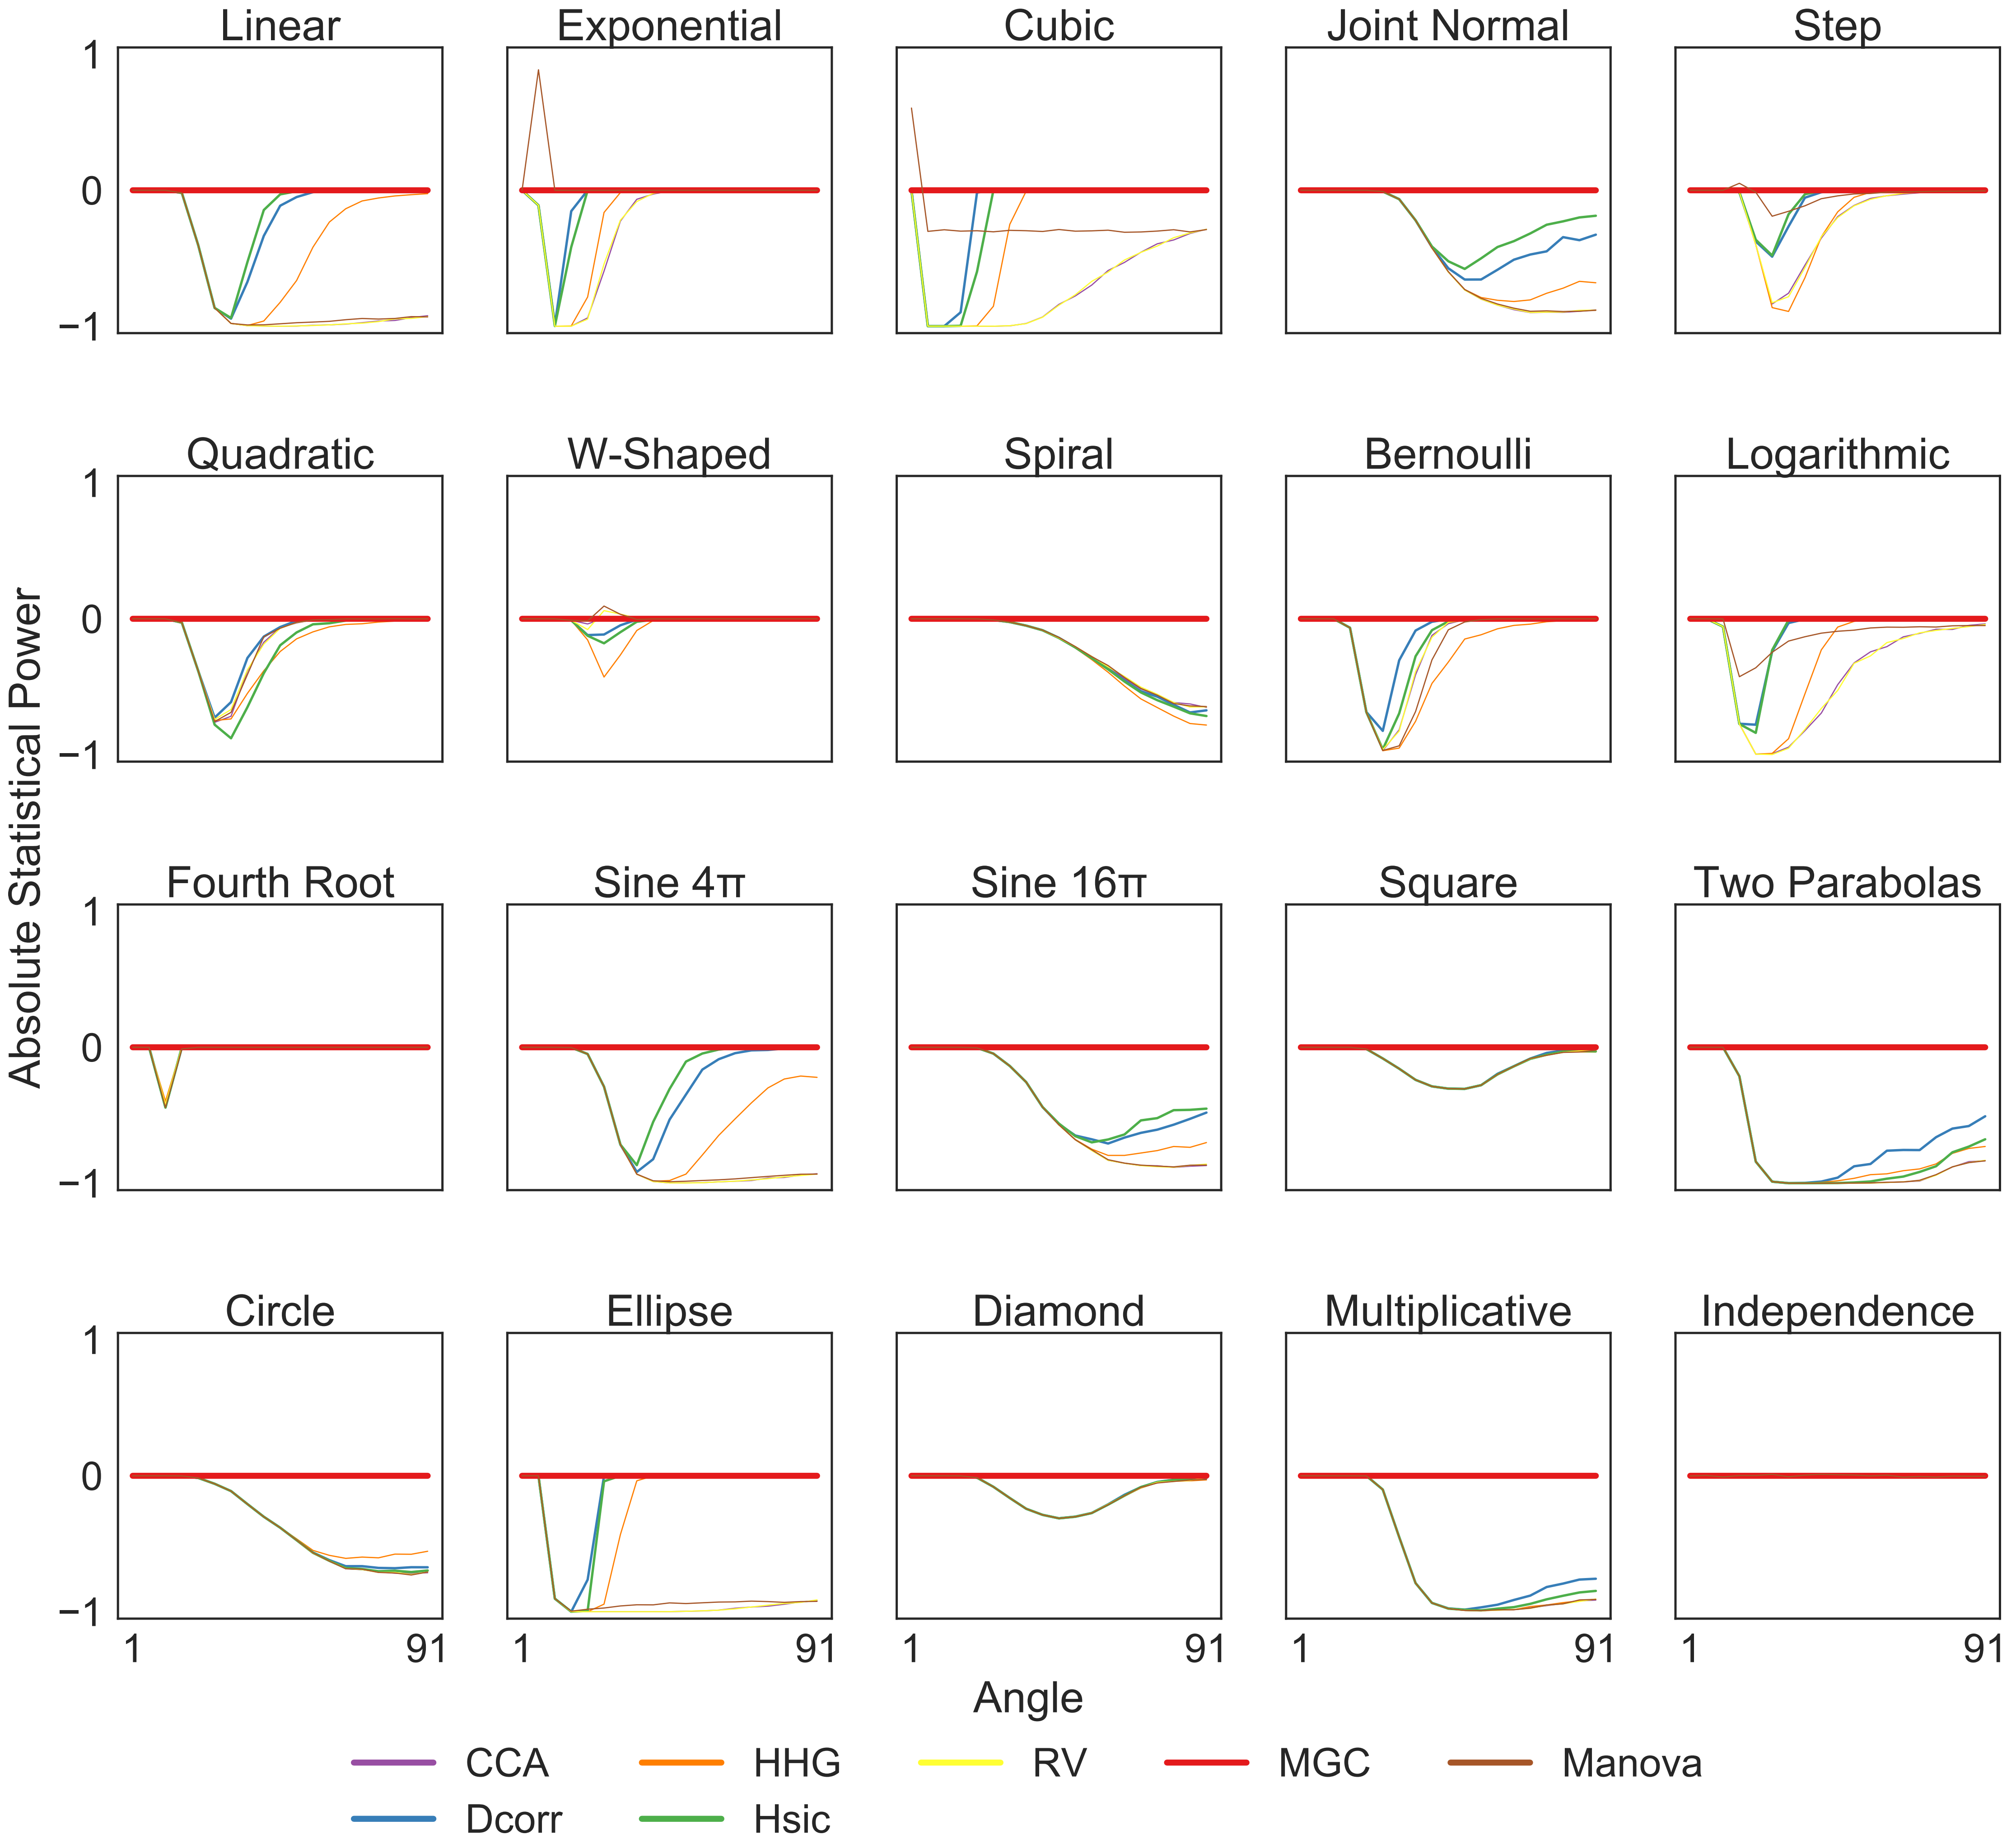 Linear Exponential Cubic Joint Normal Step
1
0
−1
Quadratic W-Shaped Spiral Bernoulli Logarithmic
1
0
−1
Fourth Root Sine 4π Sine 16π Square Two Parabolas
1
0
−1
Circle Ellipse Diamond Multiplicative Independence
1
0
−1
1 91 1 91 1 91 1 91 1 91
Absolute Statistical Power
Angle
CCA HHG RV MGC Manova
Dcorr Hsic